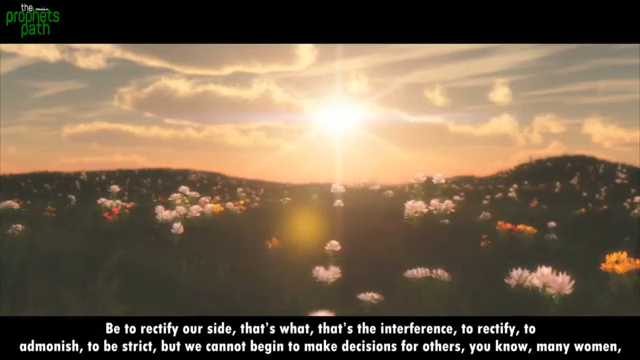 the
prophets
path
Be to rectify our side, that's what, that's the interference, to rectify, to
admonish, to be strict, but we cannot begin to make decisions for others, you know, many women,